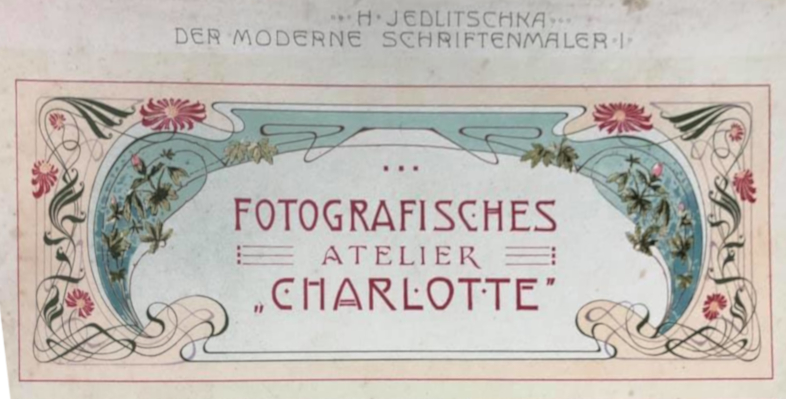 H. JEDLITSCHKA
DER MODERNE SCHRIFTENMALER I
FOTOGRAFISCHES
ATELIER
„CHARLOTTE"